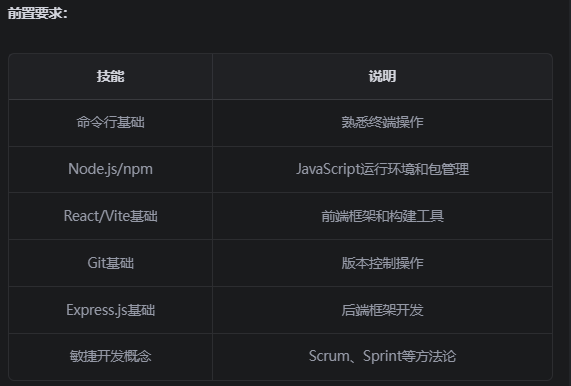 前置要求：
技能 说明
命令行基础 熟悉终端操作
Node.js/npm JavaScript运行环境和包管理
React/Vite基础 前端框架和构建工具
Git基础 版本控制操作
Express.js基础 后端框架开发
敏捷开发概念 Scrum、Sprint等方法论